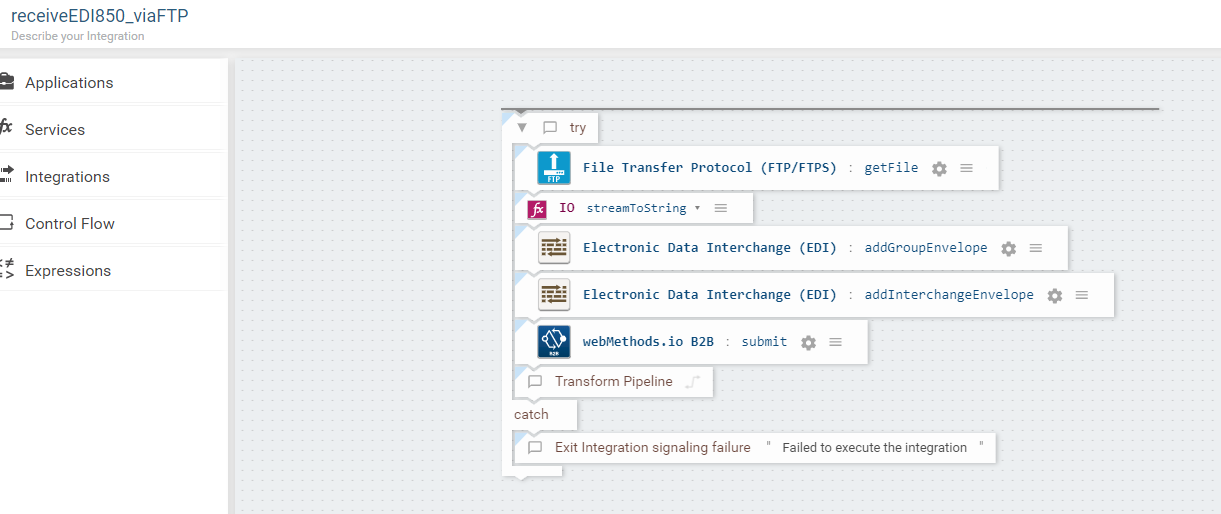 receiveEDI850_viaFTP
Describe your Integration
Applications
fx Services
Integrations
Control Flow
Expressions
try
FTP File Transfer Protocol (FTP/FTPS) : getFile
fx IO streamToString
Electronic Data Interchange (EDI) : addGroupEnvelope
Electronic Data Interchange (EDI) : addInterchangeEnvelope
B2B webMethods.io B2B : submit
Transform Pipeline
catch
Exit Integration signaling failure " Failed to execute the integration "